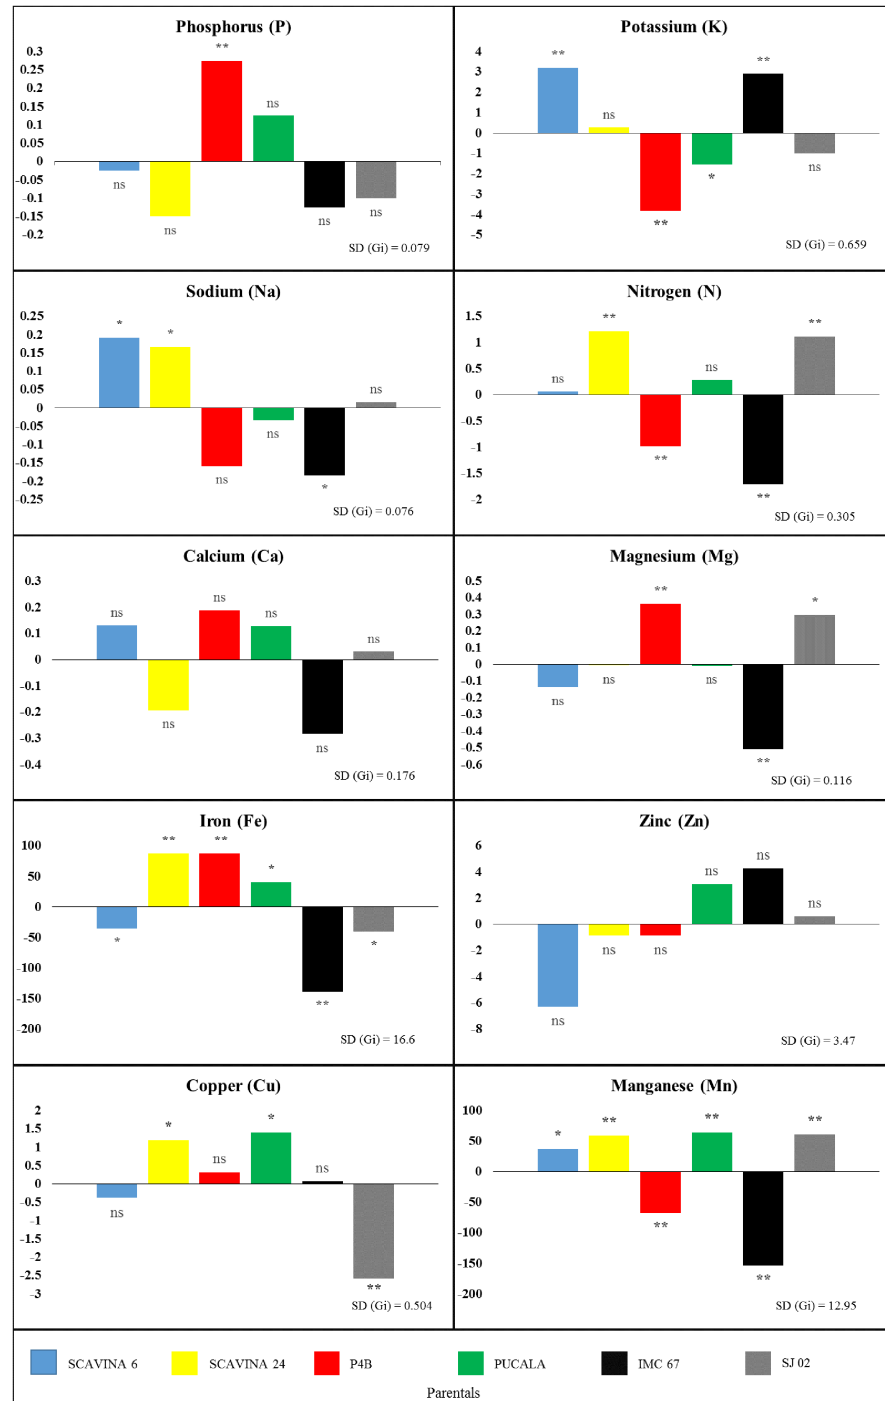 Phosphorus (P)
0.3
0.25
0.2
0.15
0.1
0.05
0
-0.05
-0.1
-0.15
-0.2
ns
ns
**
ns
ns
ns
SD (Gi) = 0.079
Potassium (K)
4
3
2
1
0
-1
-2
-3
-4
-5
**
ns
**
*
**
ns
SD (Gi) = 0.659
Sodium (Na)
0.25
0.2
0.15
0.1
0.05
0
-0.05
-0.1
-0.15
-0.2
-0.25
*
*
ns
ns
*
ns
SD (Gi) = 0.076
Nitrogen (N)
1.5
1
0.5
0
-0.5
-1
-1.5
-2
ns
**
**
ns
**
**
SD (Gi) = 0.305
Calcium (Ca)
0.3
0.2
0.1
0
-0.1
-0.2
-0.3
-0.4
ns
ns
ns
ns
ns
ns
SD (Gi) = 0.176
Magnesium (Mg)
0.5
0.4
0.3
0.2
0.1
0
-0.1
-0.2
-0.3
-0.4
-0.5
-0.6
ns
ns
**
ns
**
*
SD (Gi) = 0.116
Iron (Fe)
100
50
0
-50
-100
-150
-200
*
**
**
*
**
*
SD (Gi) = 16.6
Zinc (Zn)
6
4
2
0
-2
-4
-6
-8
ns
ns
ns
ns
ns
ns
SD (Gi) = 3.47
Copper (Cu)
2
1.5
1
0.5
0
-0.5
-1
-1.5
-2
-2.5
-3
ns
*
ns
*
ns
**
SD (Gi) = 0.504
Manganese (Mn)
100
50
0
-50
-100
-150
-200
*
**
**
**
**
**
SD (Gi) = 12.95
SCAVINA 6 SCAVINA 24 P4B PUCALA IMC 67 SJ 02
Parentals